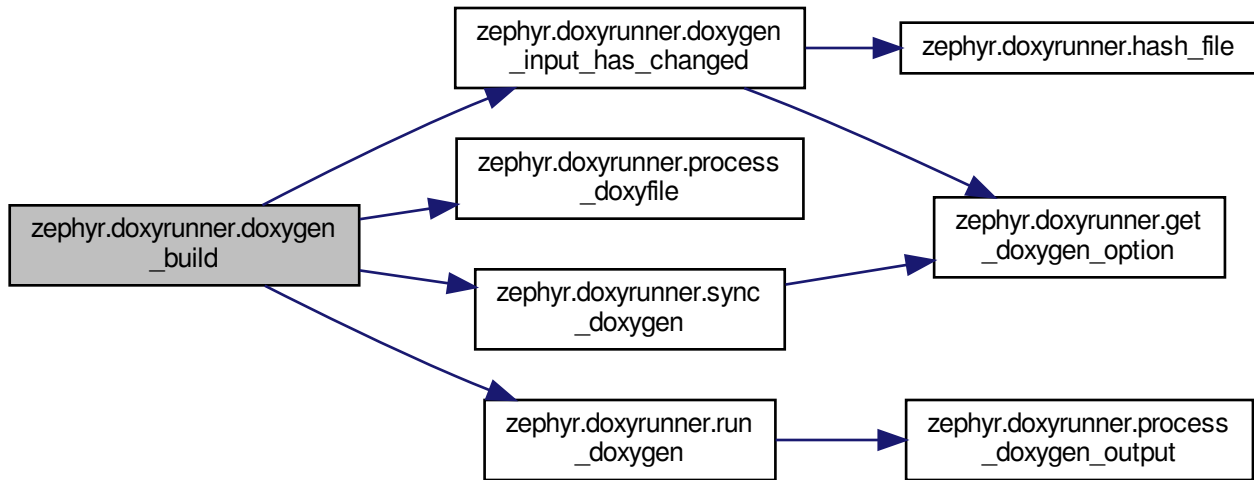 zephyr.doxyrunner.doxygen
_build
zephyr.doxyrunner.doxygen
_input_has_changed
zephyr.doxyrunner.process
_doxyfile
zephyr.doxyrunner.sync
_doxygen
zephyr.doxyrunner.run
_doxygen
zephyr.doxyrunner.hash_file
zephyr.doxyrunner.get
_doxygen_option
zephyr.doxyrunner.process
_doxygen_output